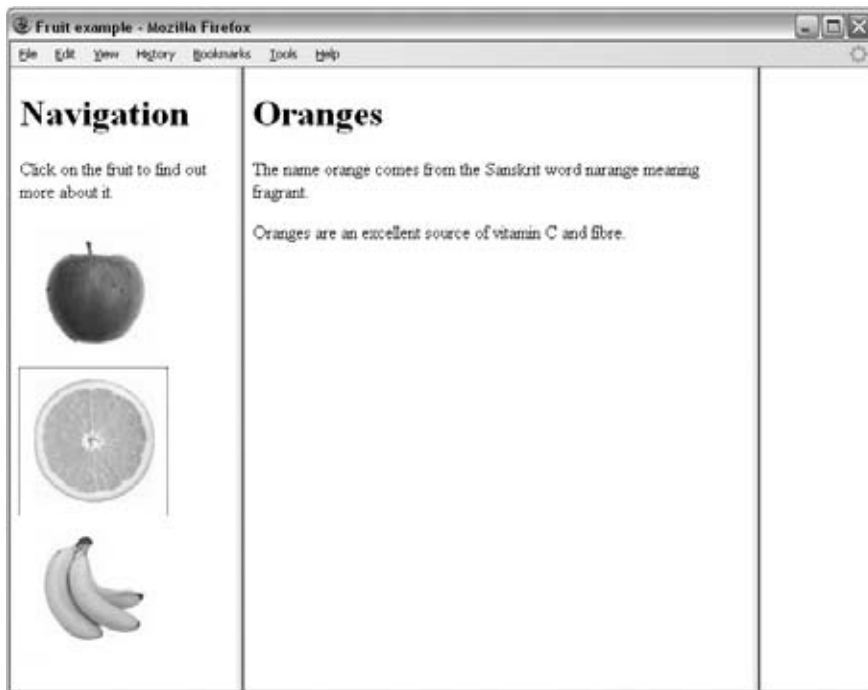 Fruit example - Mozilla Firefox
File Edit View History Bookmarks Tools Help
Navigation
Click on the fruit to find out
more about it.
Oranges
The name orange comes from the Sanskrit word narange meaning
fragrant.
Oranges are an excellent source of vitamin C and fibre.